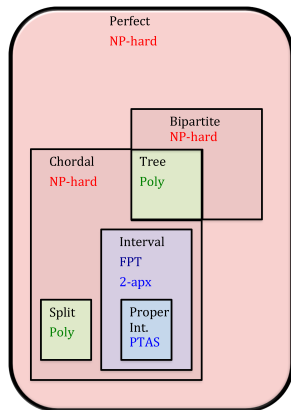 Perfect
NP-hard
Bipartite
NP-hard
Chordal
NP-hard
Tree
Poly
Interval
FPT
2-apx
Split
Poly
Proper
Int.
PTAS